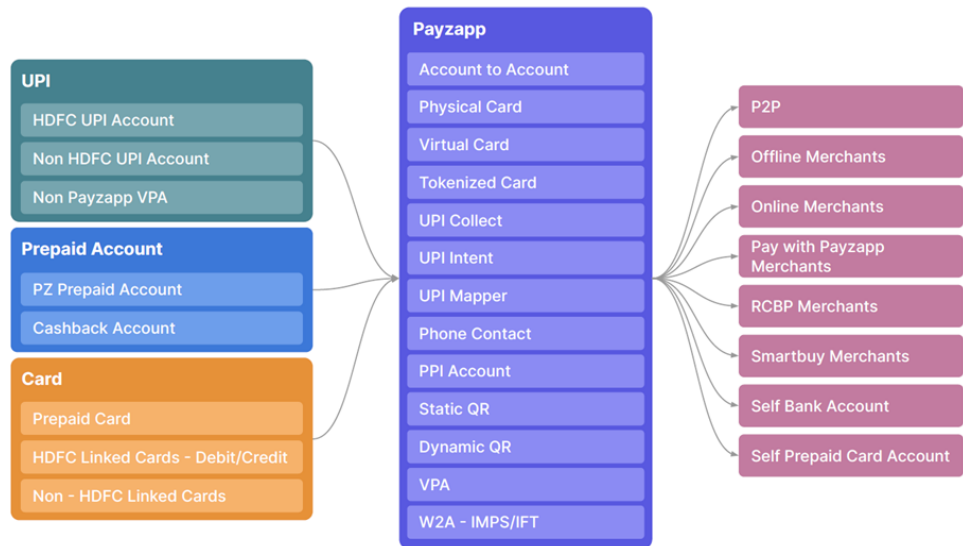 UPI
HDFC UPI Account
Non HDFC UPI Account
Non Payzapp VPA
Prepaid Account
PZ Prepaid Account
Cashback Account
Card
Prepaid Card
HDFC Linked Cards - Debit/Credit
Non - HDFC Linked Cards
Payzapp
Account to Account
Physical Card
Virtual Card
Tokenized Card
UPI Collect
UPI Intent
UPI Mapper
Phone Contact
PPI Account
Static QR
Dynamic QR
VPA
W2A - IMPS/IFT
P2P
Offline Merchants
Online Merchants
Pay with Payzapp
Merchants
RCBP Merchants
Smartbuy Merchants
Self Bank Account
Self Prepaid Card Account